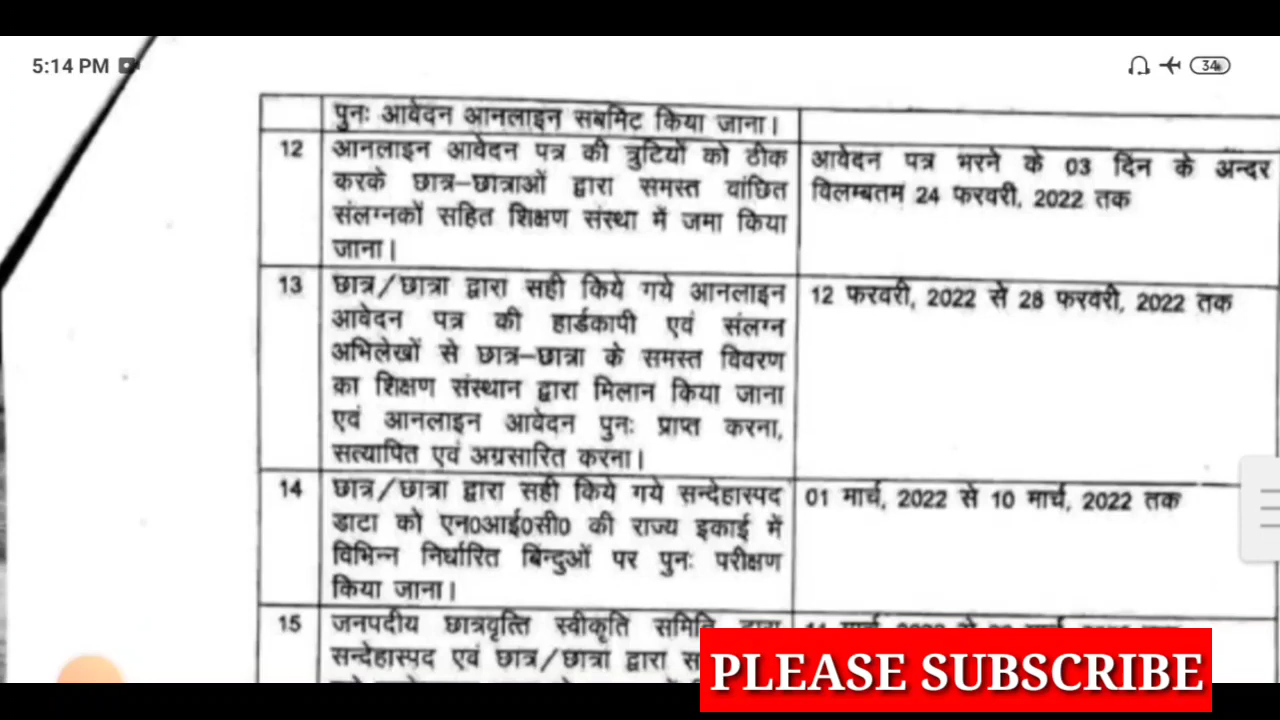 5:14 PM
34
पुनः आवेदन आनलाइन सबमिट किया जाना।
12 आनलाइन आवेदन पत्र की त्रुटियों को ठीक
करके छात्र-छात्राओं द्वारा समस्त वांछित
संलग्नकों सहित शिक्षण संस्था में जमा किया
जाना।
आवेदन पत्र भरने के 03 दिन के अन्दर
विलम्बतम 24 फरवरी, 2022 तक
13 छात्र/छात्रा द्वारा सही किये गये आनलाइन
आवेदन पत्र की हार्डकापी एवं संलग्न
अभिलेखों से छात्र-छात्रा के समस्त विवरण
का शिक्षण संस्थान द्वारा मिलान किया जाना
एवं आनलाइन आवेदन पुनः प्राप्त करना,
सत्यापित एवं अग्रसारित करना।
12 फरवरी, 2022 से 28 फरवरी, 2022 तक
14 छात्र/छात्रा द्वारा सही किये गये सन्देहास्पद
डाटा को एन0आई0सी0 की राज्य इकाई में
विभिन्न निर्धारित बिन्दुओं पर पुनः परीक्षण
किया जाना।
01 मार्च, 2022 से 10 मार्च, 2022 तक
15 जनपदीय छात्रवृत्ति स्वीकृति समिति द्वारा
सन्देहास्पद एवं छात्र/छात्रा द्वारा
PLEASE SUBSCRIBE